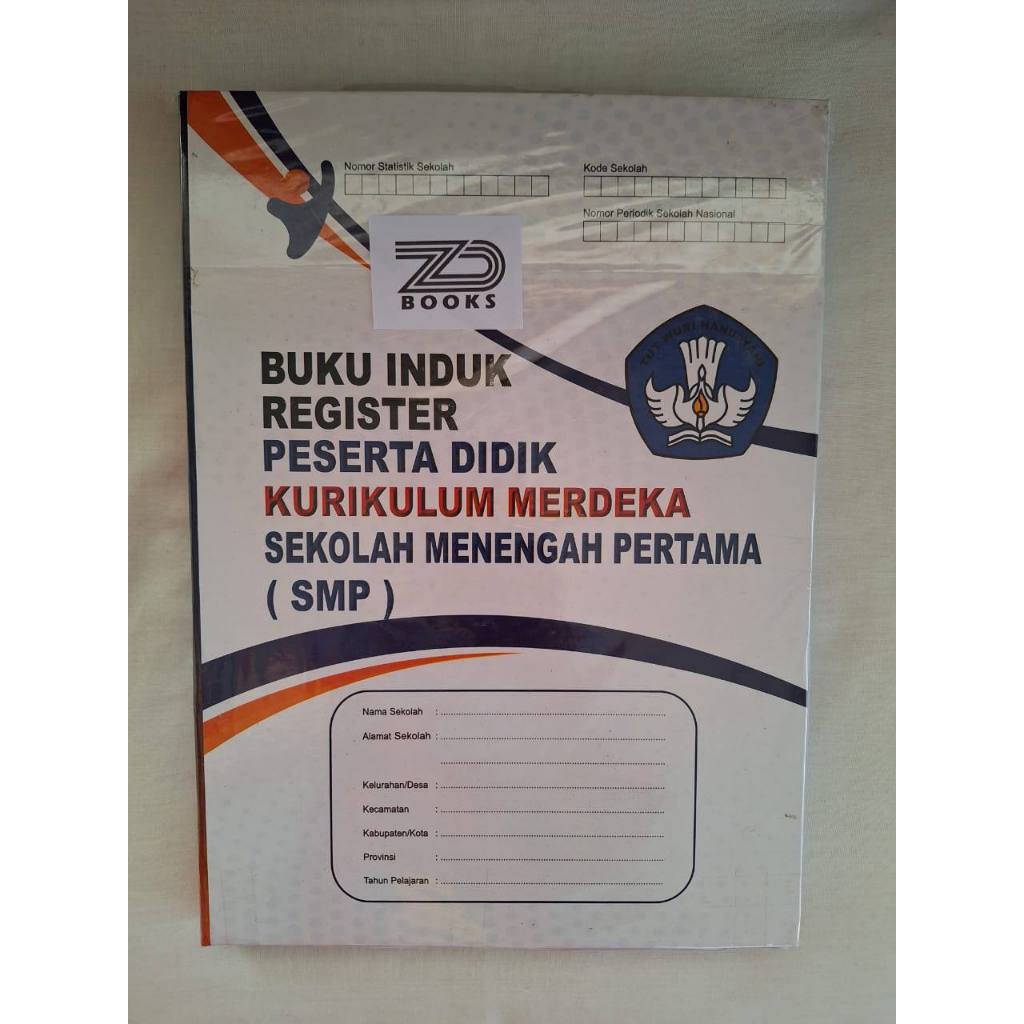 Nomor Statistik Sekolah
Kode Sekolah
Nomor Periodik Sekolah Nasional
ZD
BOOKS
TUT WURI HANDAYANI
BUKU INDUK
REGISTER
PESERTA DIDIK
KURIKULUM MERDEKA
SEKOLAH MENENGAH PERTAMA
( SMP )
Nama Sekolah :
Alamat Sekolah :
Kelurahan/Desa :
Kecamatan :
Kabupaten/Kota :
Provinsi :
Tahun Pelajaran :